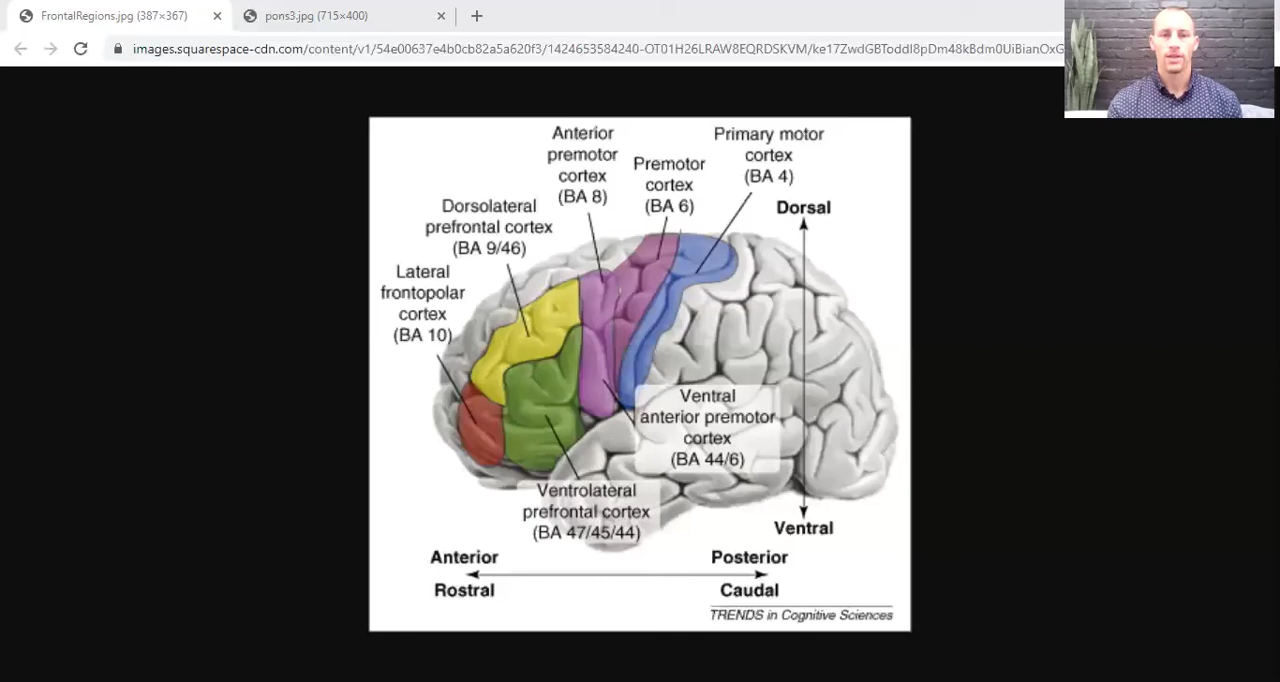 FrontalRegions.jpg (387×367)
pons3.jpg (715×400)
images.squarespace-cdn.com/content/v1/54e00637e4b0cb82a5a620f3/1424653584240-OT01H26LRAW8EQRDSKVM/ke17ZwdGBToddI8pDm48kBdm0UiBianOxG
Anterior
premotor
cortex
(BA 8)
Premotor
cortex
(BA 6)
Primary motor
cortex
(BA 4)
Dorsal
Dorsolateral
prefrontal cortex
(BA 9/46)
Lateral
frontopolar
cortex
(BA 10)
Ventral
anterior premotor
cortex
(BA 44/6)
Ventrolateral
prefrontal cortex
(BA 47/45/44)
Ventral
Anterior
Posterior
Rostral
Caudal
TRENDS in Cognitive Sciences